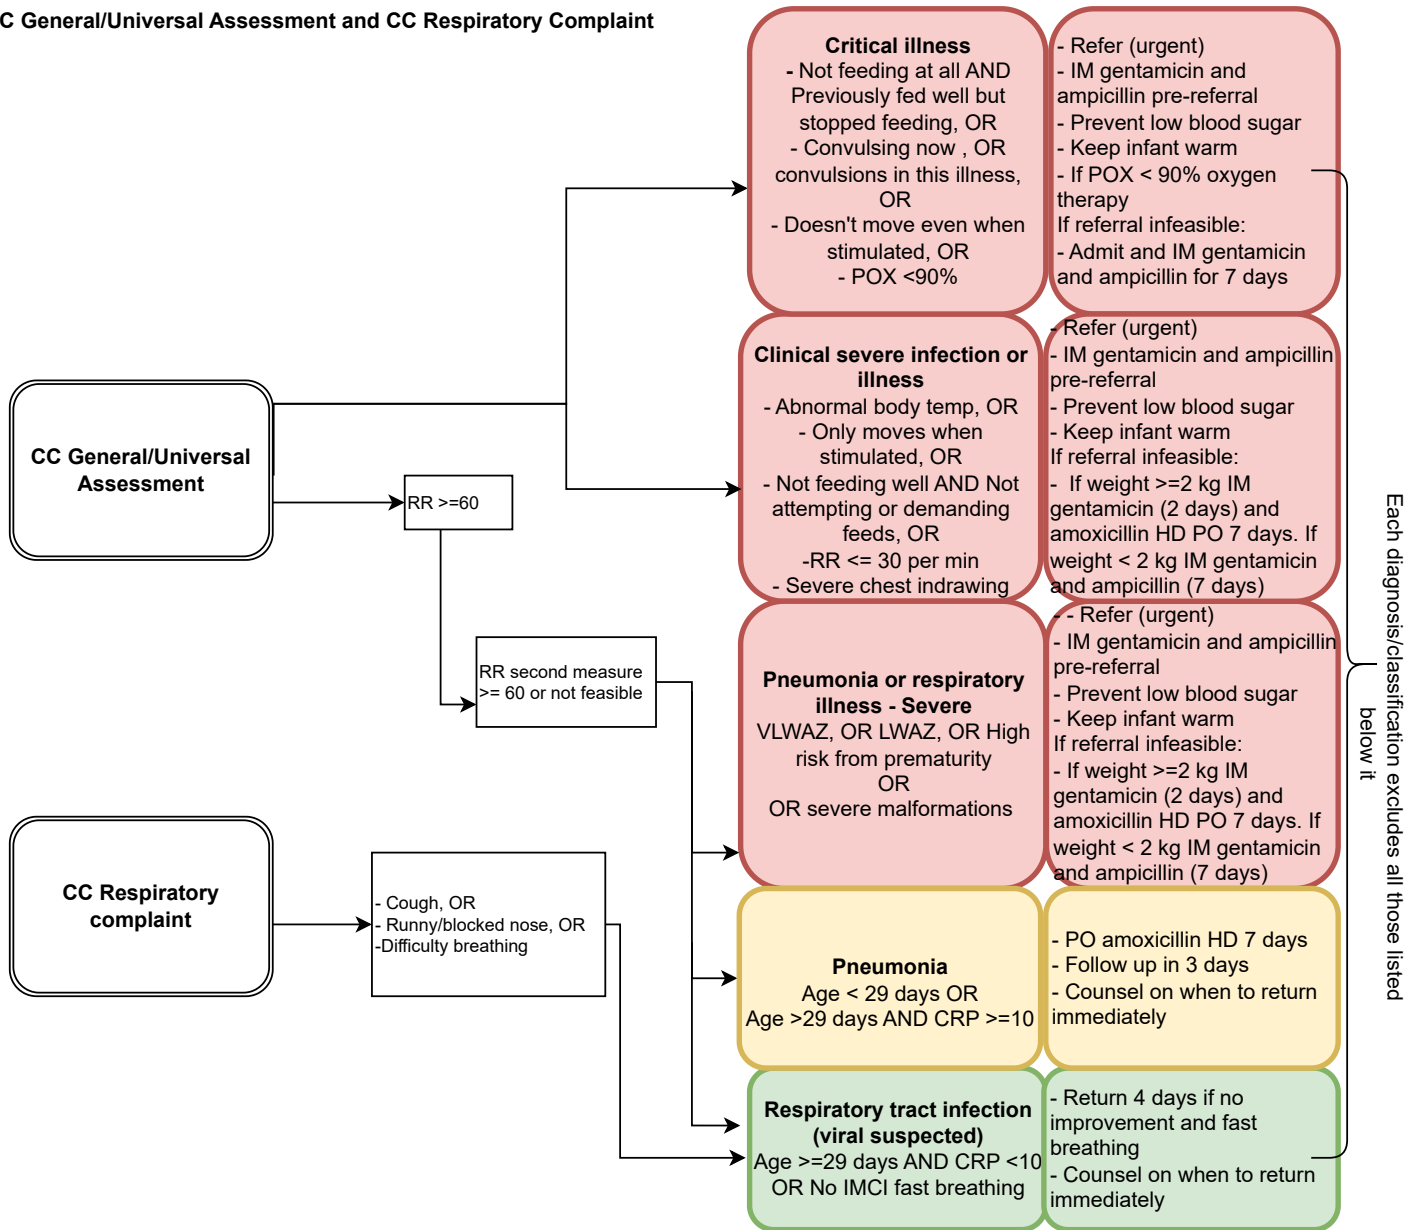 C General/Universal Assessment and CC Respiratory Complaint
Critical illness
- Not feeding at all AND
Previously fed well but
stopped feeding, OR
- Convulsing now , OR
convulsions in this illness,
OR
- Doesn't move even when
stimulated, OR
- POX <90%
- Refer (urgent)
- IM gentamicin and
ampicillin pre-referral
- Prevent low blood sugar
- Keep infant warm
- If POX < 90% oxygen
therapy
If referral infeasible:
- Admit and IM gentamicin
and ampicillin for 7 days
CC General/Universal
Assessment
RR >=60
Clinical severe infection or
illness
- Abnormal body temp, OR
- Only moves when
stimulated, OR
- Not feeding well AND Not
attempting or demanding
feeds, OR
-RR <= 30 per min
- Severe chest indrawing
- Refer (urgent)
- IM gentamicin and ampicillin
pre-referral
- Prevent low blood sugar
- Keep infant warm
If referral infeasible:
- If weight >=2 kg IM
gentamicin (2 days) and
amoxicillin HD PO 7 days. If
weight < 2 kg IM gentamicin
and ampicillin (7 days)
RR second measure
>= 60 or not feasible
Pneumonia or respiratory
illness - Severe
VLWAZ, OR LWAZ, OR High
risk from prematurity
OR
OR severe malformations
- - Refer (urgent)
- IM gentamicin and ampicillin
pre-referral
- Prevent low blood sugar
- Keep infant warm
If referral infeasible:
- If weight >=2 kg IM
gentamicin (2 days) and
amoxicillin HD PO 7 days. If
weight < 2 kg IM gentamicin
and ampicillin (7 days)
Each diagnosis/classification excludes all those listed
below it
CC Respiratory
complaint
- Cough, OR
- Runny/blocked nose, OR
-Difficulty breathing
Pneumonia
Age < 29 days OR
Age >29 days AND CRP >=10
- PO amoxicillin HD 7 days
- Follow up in 3 days
- Counsel on when to return
immediately
Respiratory tract infection
(viral suspected)
Age >=29 days AND CRP <10
OR No IMCI fast breathing
- Return 4 days if no
improvement and fast
breathing
- Counsel on when to return
immediately